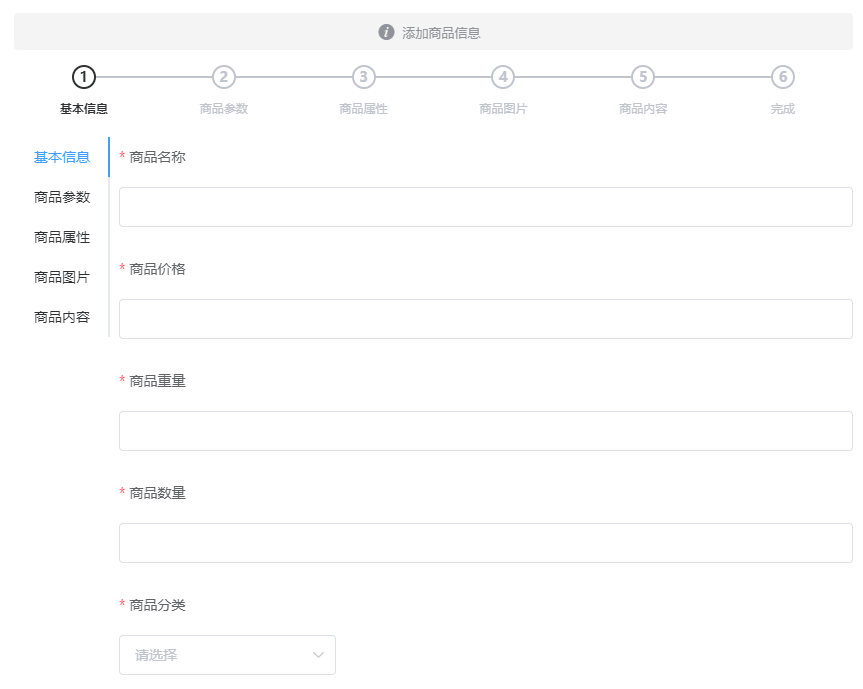 添加商品信息
1 2 3 4 5 6
基本信息 商品参数 商品属性 商品图片 商品内容 完成
基本信息
商品参数
商品属性
商品图片
商品内容
* 商品名称
* 商品价格
* 商品重量
* 商品数量
* 商品分类
请选择